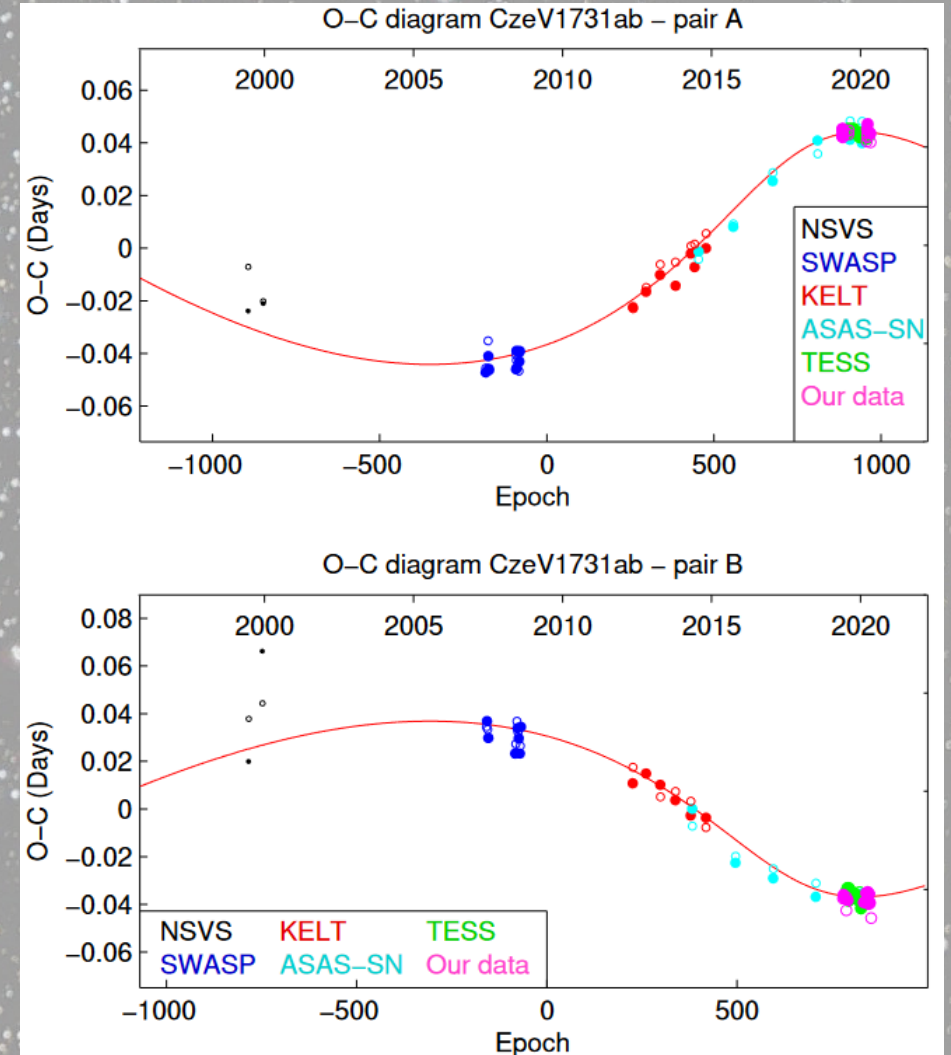 O–C diagram CzeV1731ab – pair A
2000 2005 2010 2015 2020
0.06
0.04
0.02
0
−0.02
−0.04
−0.06
O–C (Days)
NSVS
SWASP
KELT
ASAS–SN
TESS
Our data
−1000 −500 0 500 1000
Epoch
O–C diagram CzeV1731ab – pair B
2000 2005 2010 2015 2020
0.08
0.06
0.04
0.02
0
−0.02
−0.04
−0.06
O–C (Days)
NSVS KELT TESS
SWASP ASAS–SN Our data
−1000 −500 0 500
Epoch